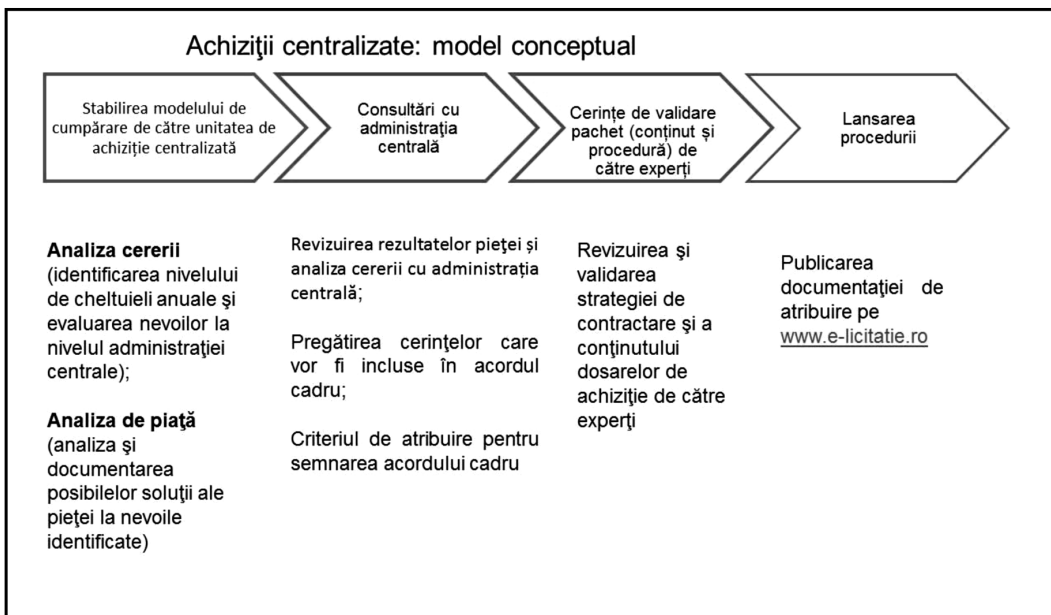 Achiziţii centralizate: model conceptual
Stabilirea modelului de
cumpărare de către unitatea de
achiziție centralizată
Consultări cu
administraţia
centrală
Cerințe de validare
pachet (conținut și
procedură) de
către experți
Lansarea
procedurii
Analiza cererii
(identificarea nivelului
de cheltuieli anuale şi
evaluarea nevoilor la
nivelul administraţiei
centrale);
Analiza de piaţă
(analiza şi
documentarea
posibilelor soluţii ale
pieţei la nevoile
identificate)
Revizuirea rezultatelor pieței și
analiza cererii cu administrația
centrală;
Pregătirea cerinţelor care
vor fi incluse în acordul
cadru;
Criteriul de atribuire pentru
semnarea acordului cadru
Revizuirea şi
validarea
strategiei de
contractare şi a
conţinutului
dosarelor de
achiziţie de către
experţi
Publicarea
documentaţiei de
atribuire pe
www.e-licitatie.ro